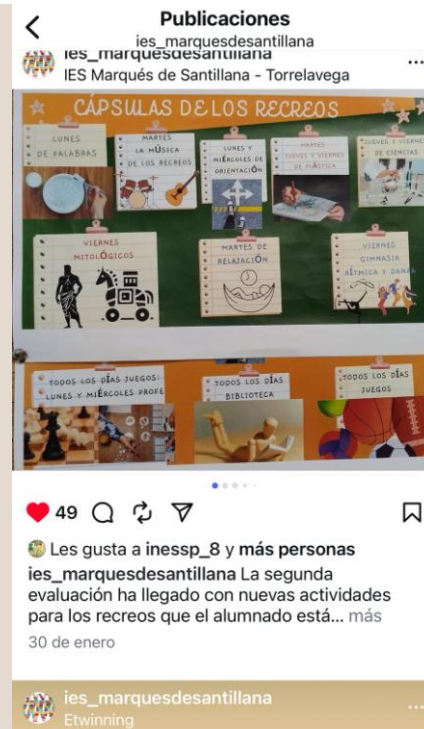 Publicaciones
ies_marquesdesantillana
ies_marquesdesantillana
IES Marqués de Santillana - Torrelavega
CÁPSULAS DE LOS RECREOS
LUNES
DE PALABRAS
MARTES
LA MÚSICA
DE LOS RECREOS
LUNES Y
MIÉRCOLES DE
ORIENTACIÓN
MARTES
JUEVES Y VIERNES
DE PLÁSTICA
JUEVES Y VIERNES
DE CIENCIAS
VIERNES
MITOLÓGICOS
MARTES DE
RELAJACIÓN
VIERNES
GIMNASIA
RÍTMICA Y DANZA
TODOS LOS DÍAS JUEGOS:
LUNES Y MIÉRCOLES PROFE
TODOS LOS DÍAS
BIBLIOTECA
TODOS LOS DÍAS
JUEGOS
49
Les gusta a inessp_8 y más personas
ies_marquesdesantillana La segunda
evaluación ha llegado con nuevas actividades
para los recreos que el alumnado está... más
30 de enero
ies_marquesdesantillana
Etwinning